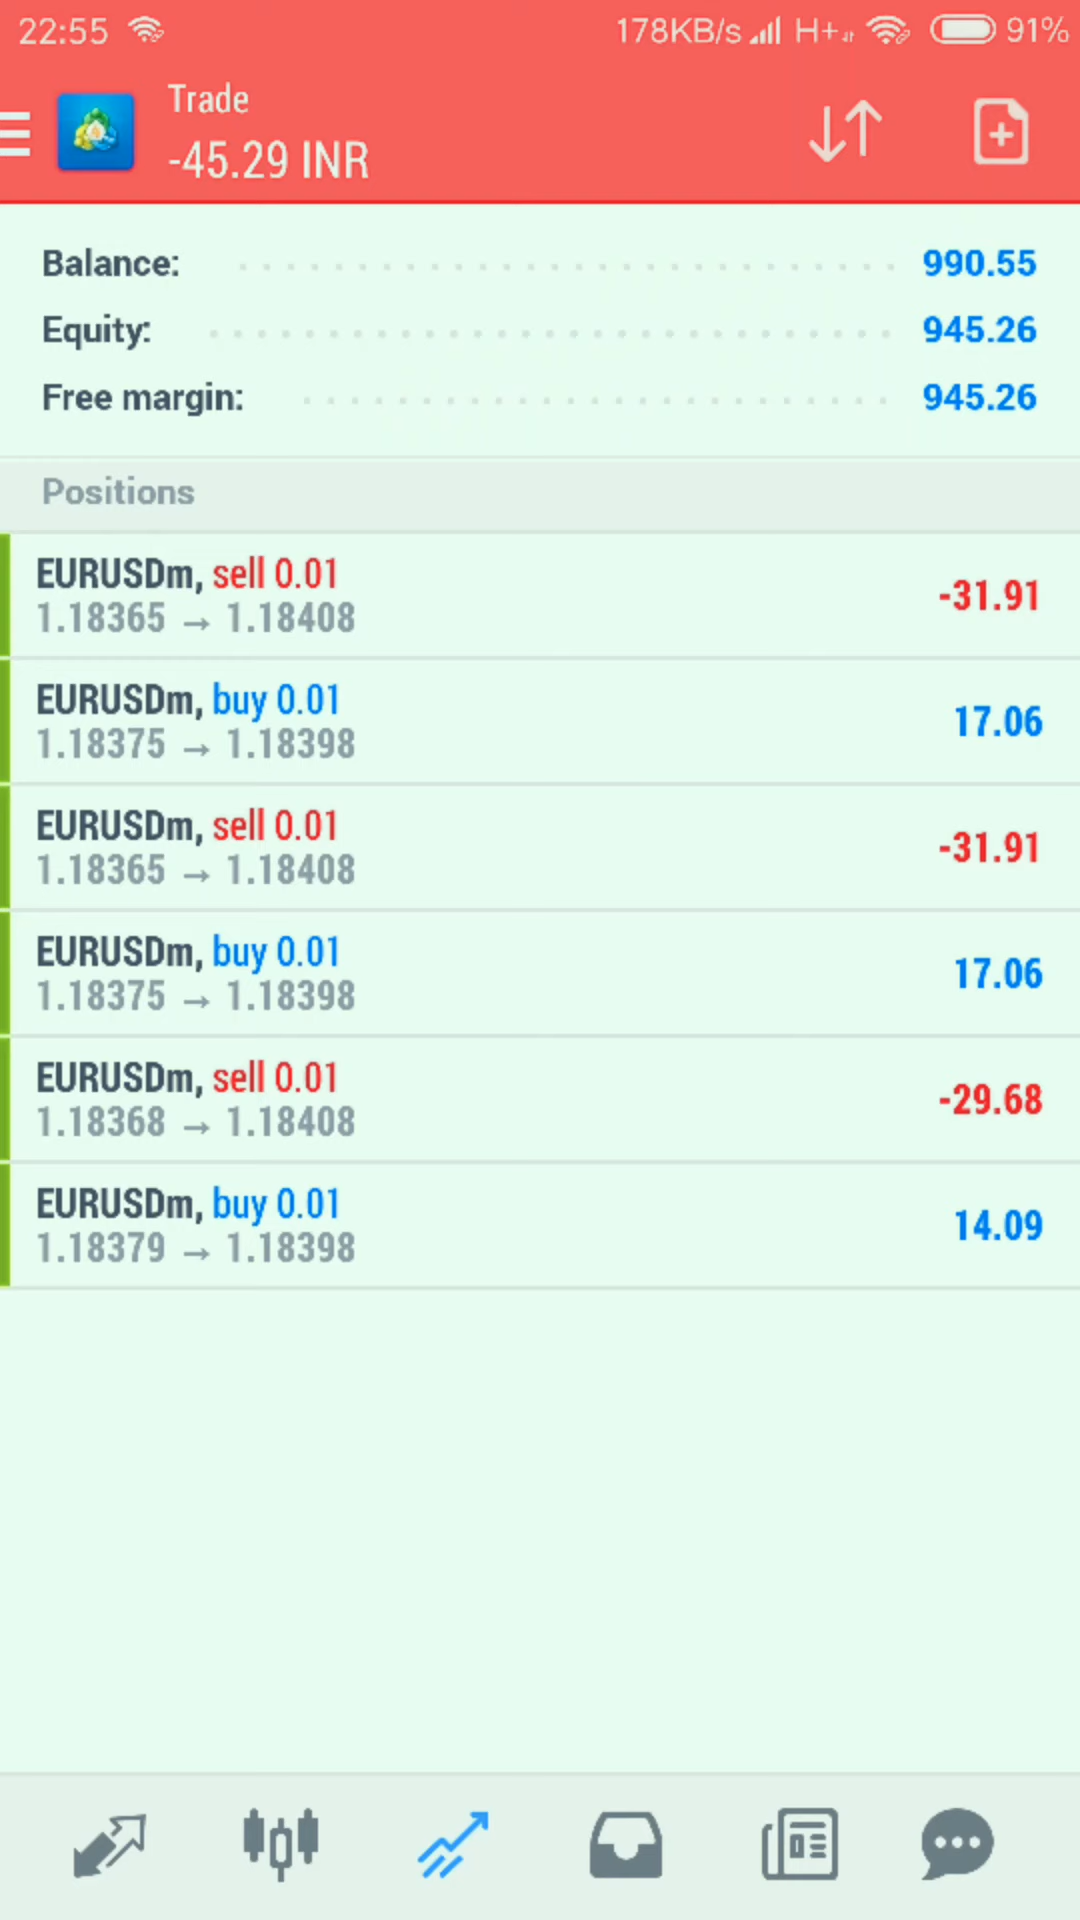 22:55 178KB/s H+ 91%
Trade
-45.29 INR
Balance: 990.55
Equity: 945.26
Free margin: 945.26
Positions
EURUSDm, sell 0.01
1.18365 → 1.18408
-31.91
EURUSDm, buy 0.01
1.18375 → 1.18398
17.06
EURUSDm, sell 0.01
1.18365 → 1.18408
-31.91
EURUSDm, buy 0.01
1.18375 → 1.18398
17.06
EURUSDm, sell 0.01
1.18368 → 1.18408
-29.68
EURUSDm, buy 0.01
1.18379 → 1.18398
14.09